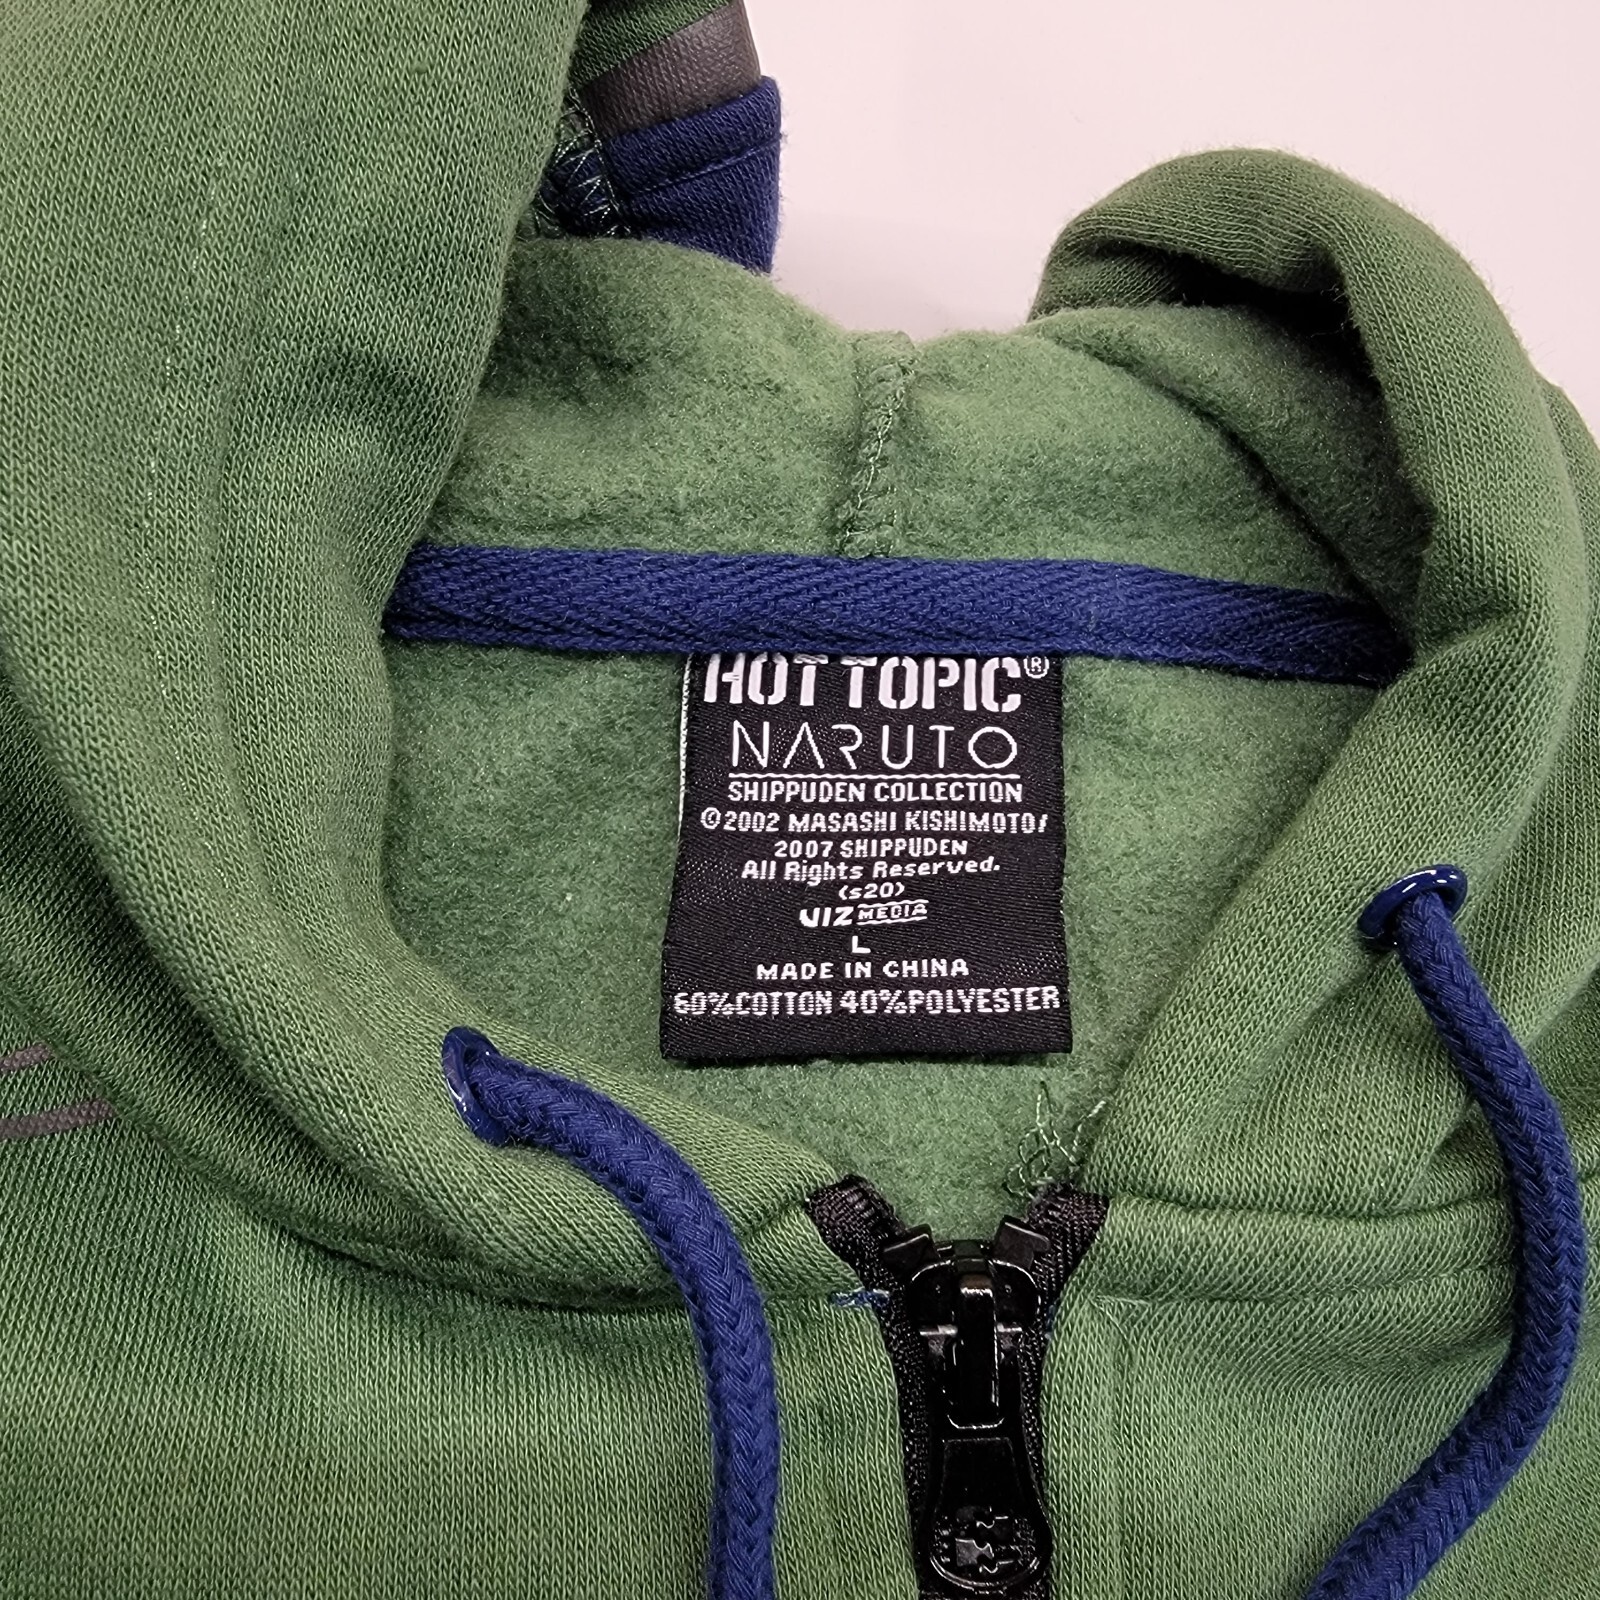 HOT TOPIC®
NARUTO
SHIPPUDEN COLLECTION
©2002 MASASHI KISHIMOTO/
2007 SHIPPUDEN
All Rights Reserved.
(s20)
VIZ MEDIA
L
MADE IN CHINA
60%COTTON 40%POLYESTER